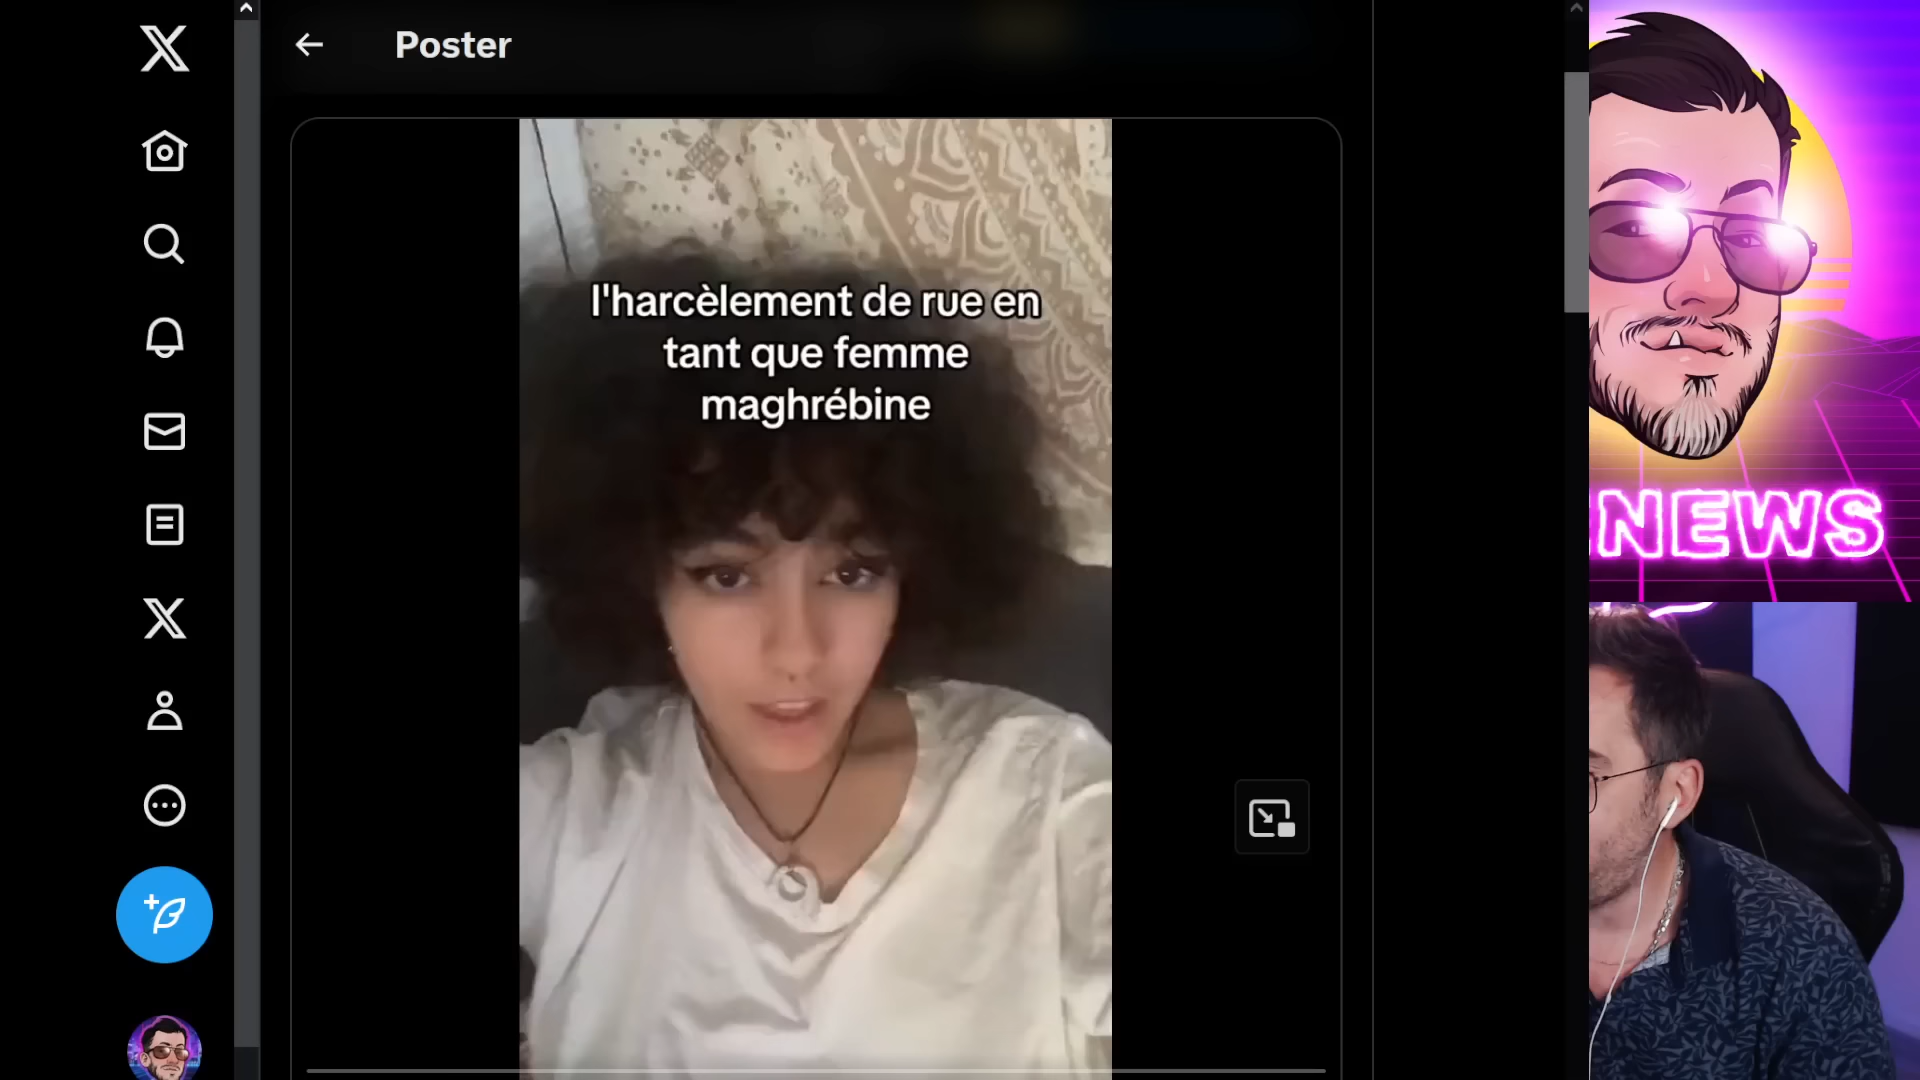 Poster
l'harcèlement de rue en
tant que femme
maghrébine
NEWS